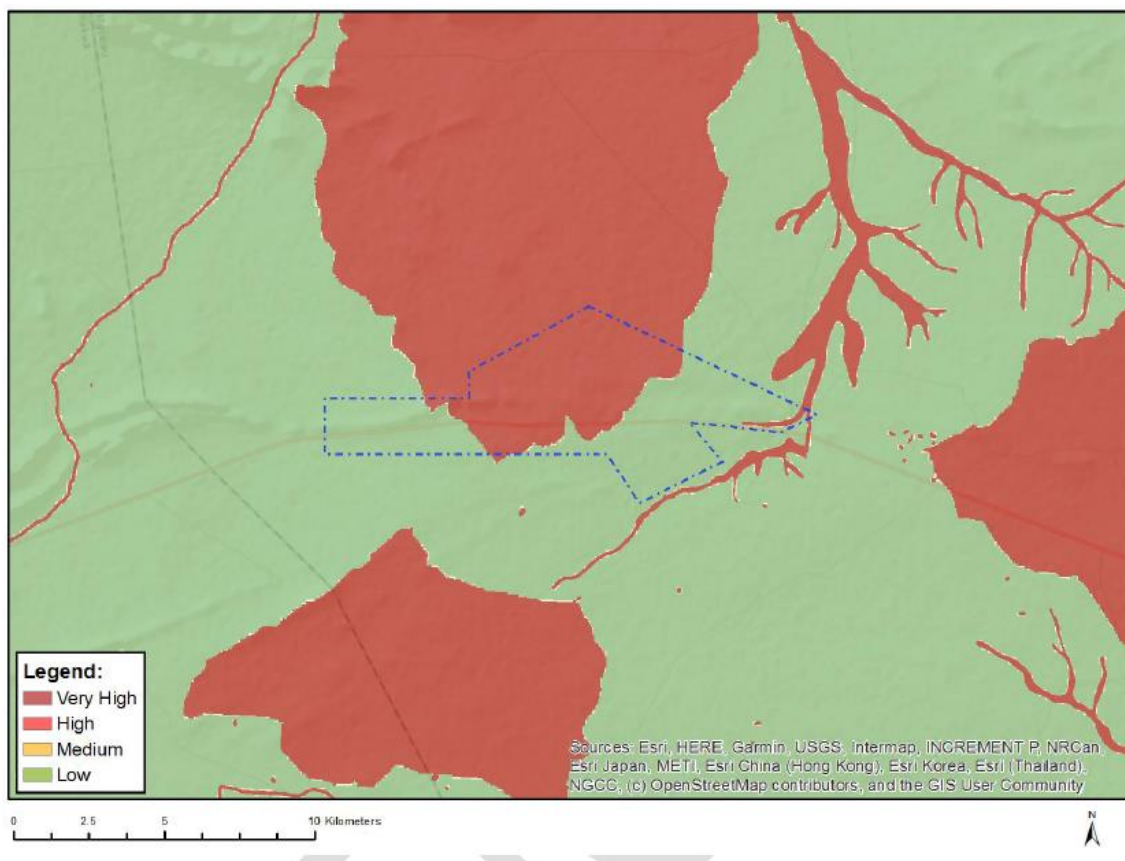 Legend:
Very High
High
Medium
Low
Sources: Esri, HERE, Garmin, USGS, Intermap, INCREMENT P, NRCan,
Esri Japan, METI, Esri China (Hong Kong), Esri Korea, Esri (Thailand),
NGCC, (c) OpenStreetMap contributors, and the GIS User Community
0 2.5 5 10 Kilometers
N